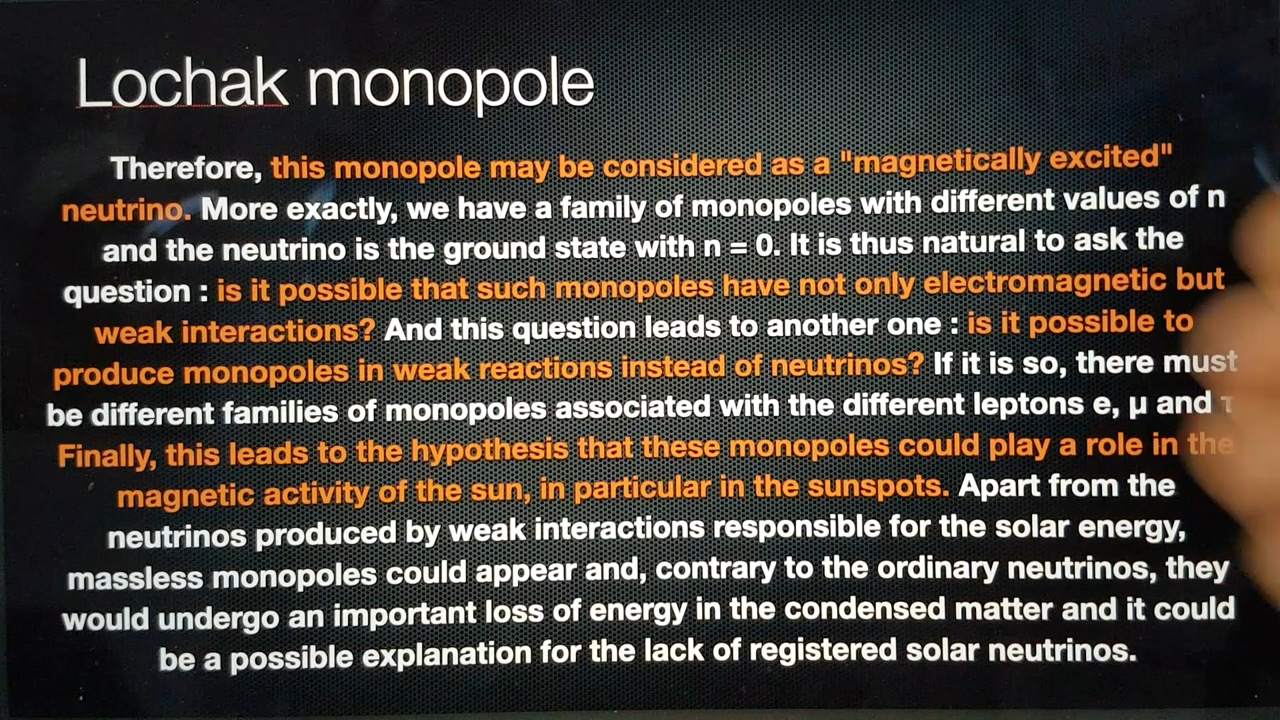 Lochak monopole
Therefore, this monopole may be considered as a "magnetically excited"
neutrino. More exactly, we have a family of monopoles with different values of n
and the neutrino is the ground state with n = 0. It is thus natural to ask the
question : is it possible that such monopoles have not only electromagnetic but
weak interactions? And this question leads to another one : is it possible to
produce monopoles in weak reactions instead of neutrinos? If it is so, there must
be different families of monopoles associated with the different leptons e, μ and τ
Finally, this leads to the hypothesis that these monopoles could play a role in the
magnetic activity of the sun, in particular in the sunspots. Apart from the
neutrinos produced by weak interactions responsible for the solar energy,
massless monopoles could appear and, contrary to the ordinary neutrinos, they
would undergo an important loss of energy in the condensed matter and it could
be a possible explanation for the lack of registered solar neutrinos.